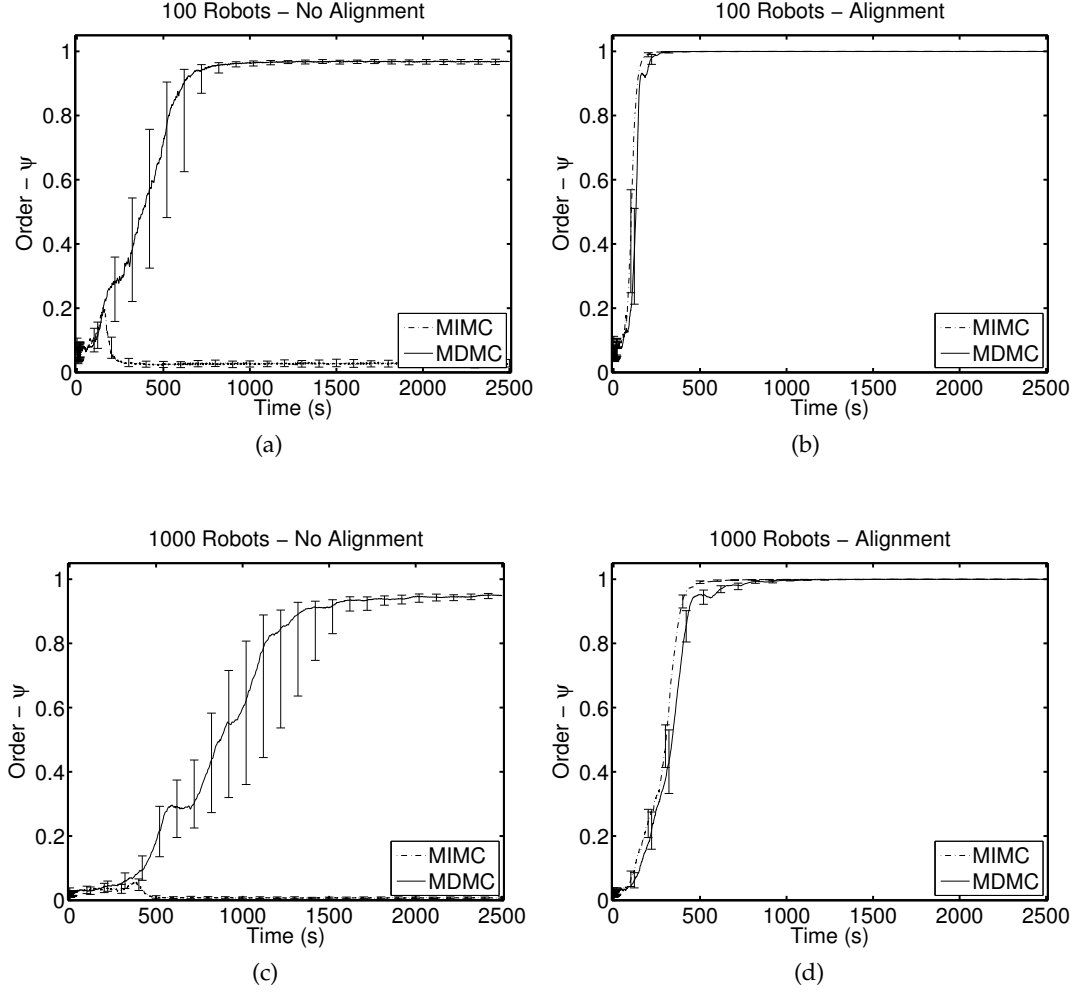 100 Robots − No Alignment
Order − ψ
1
0.8
0.6
0.4
0.2
0
0 500 1000 1500 2000 2500
Time (s)
MIMC
MDMC
(a)
100 Robots − Alignment
Order − ψ
1
0.8
0.6
0.4
0.2
0
0 500 1000 1500 2000 2500
Time (s)
MIMC
MDMC
(b)
1000 Robots − No Alignment
Order − ψ
1
0.8
0.6
0.4
0.2
0
0 500 1000 1500 2000 2500
Time (s)
MIMC
MDMC
(c)
1000 Robots − Alignment
Order − ψ
1
0.8
0.6
0.4
0.2
0
0 500 1000 1500 2000 2500
Time (s)
MIMC
MDMC
(d)